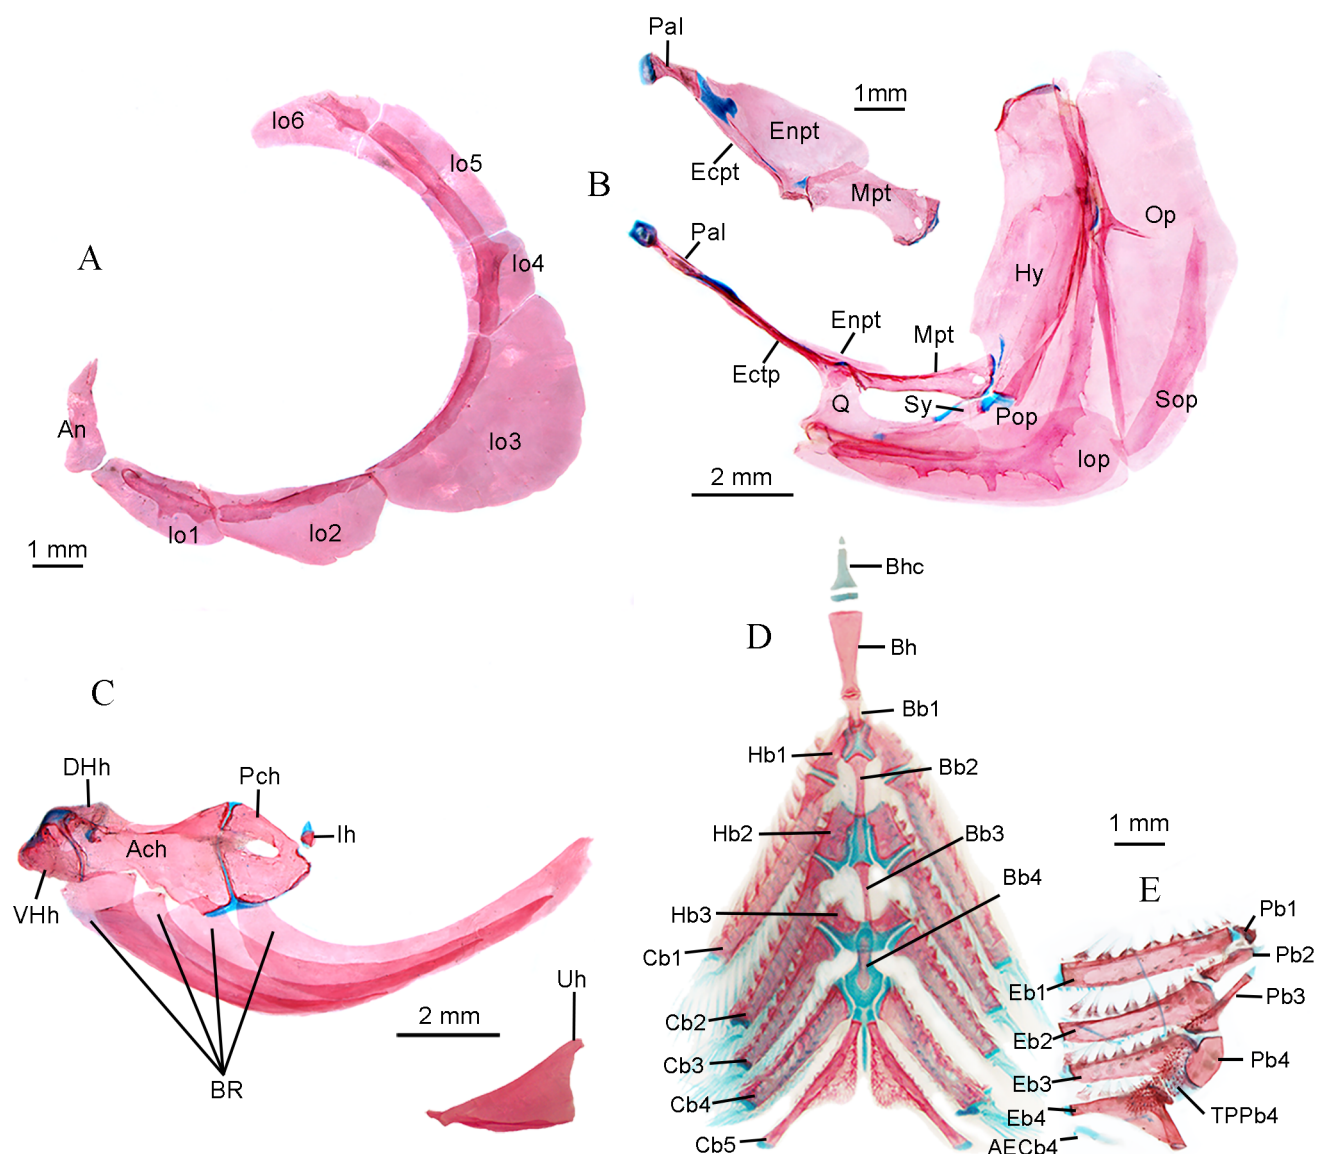 A
Io6
Io5
Io4
An
Io3
Io1
Io2
1 mm
B
Pal
1mm
Enpt
Ecpt
Mpt
Pal
Op
Hy
Enpt
Mpt
Ectp
Q
Sy
Pop
Sop
Iop
2 mm
C
DHh
Pch
Ih
Ach
VHh
BR
2 mm
Uh
D
Bhc
Bh
Bb1
Hb1
Bb2
Hb2
Bb3
Bb4
Hb3
Cb1
Cb2
Cb3
Cb4
Cb5
1 mm
E
Pb1
Pb2
Eb1
Pb3
Eb2
Pb4
Eb3
TPPb4
Eb4
AECb4